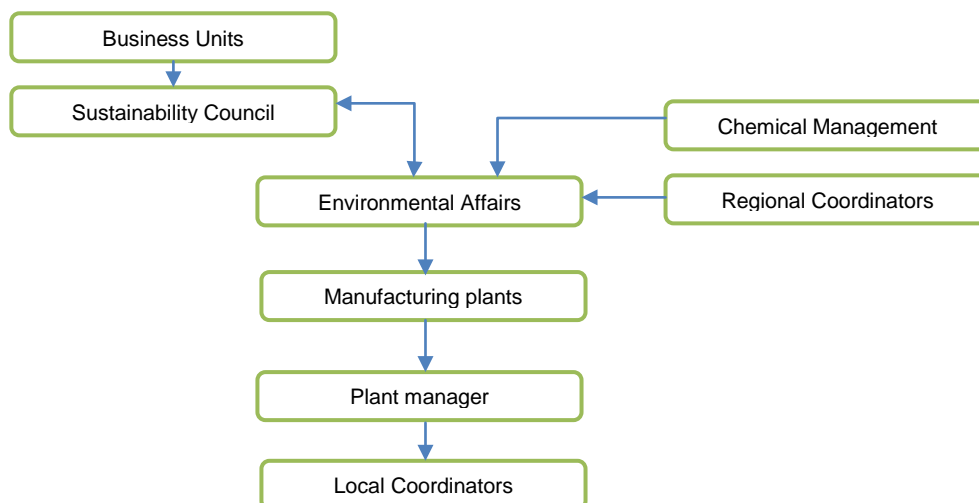 Business Units
Sustainability Council
Chemical Management
Environmental Affairs
Regional Coordinators
Manufacturing plants
Plant manager
Local Coordinators